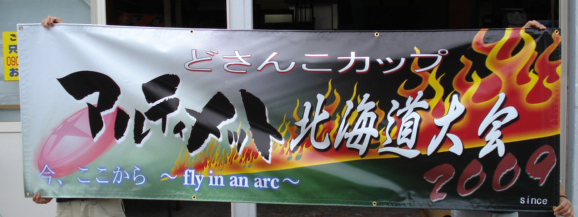 どさんこカップ
アルティメット北海道大会
2009
今、ここから ～fly in an arc～
since